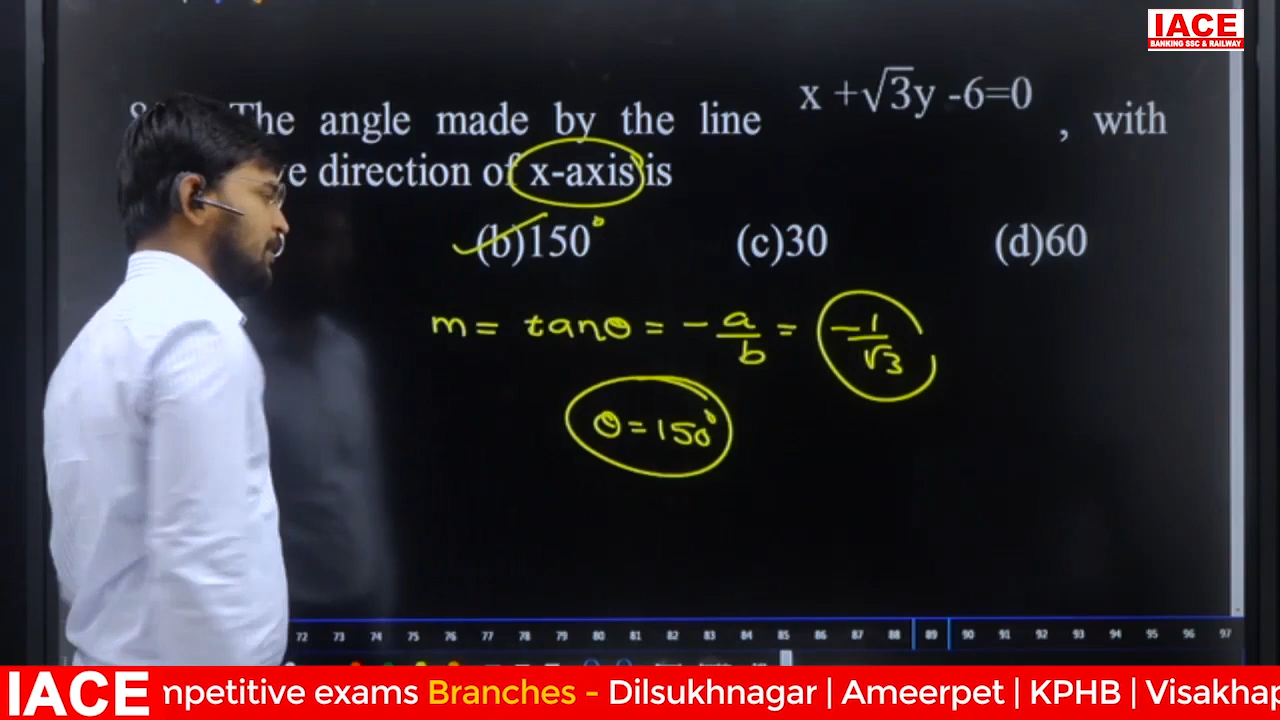 IACE
BANKING SSC & RAILWAY
The angle made by the line x +√3y -6=0 , with
direction of x-axis is
(b)150° (c)30 (d)60
m = tanθ = - a/b = -1/√3
θ = 150°
72 73 74 75 76 77 78 79 80 81 82 83 84 85 86 87 88 89 90 91 92 93 94 95 96 97
IACE mpetitive exams Branches - Dilsukhnagar | Ameerpet | KPHB | Visakhap